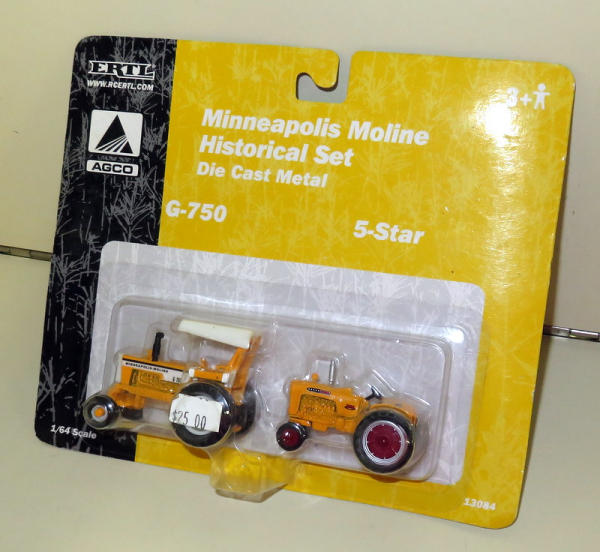 ERTL
WWW.RCERTL.COM
3+
AGCO
Minneapolis Moline
Historical Set
Die Cast Metal
G-750
5-Star
MINNEAPOLIS-MOLINE
$25.00
1/64 Scale
13084